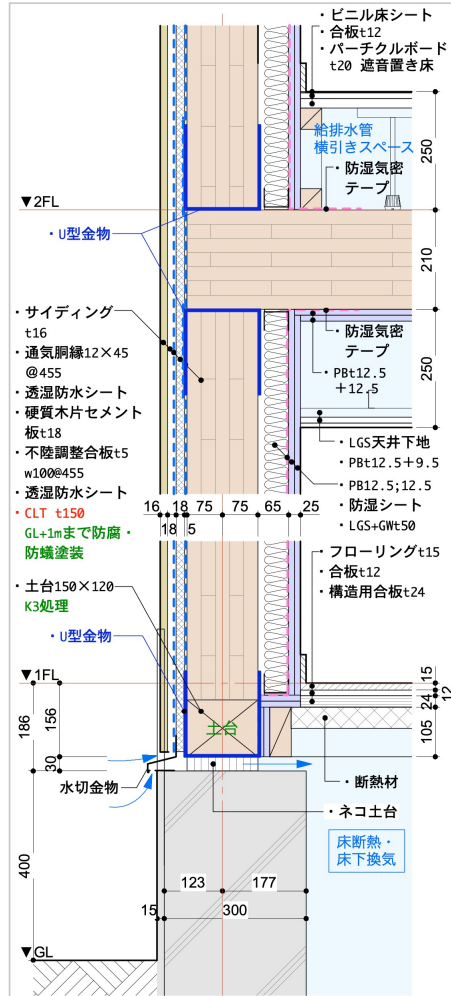 ・ビニル床シート
・合板t12
・パーチクルボード
t20 遮音置き床
給排水管
横引きスペース
250
・防湿気密
テープ
▼2FL
・U型金物
210
・サイディング
t16
・通気胴縁12×45
@455
・透湿防水シート
・硬質木片セメント
板t18
・不陸調整合板t5
w100@455
・透湿防水シート
・CLT t150
GL+1mまで防腐・
防蟻塗装
・防湿気密
テープ
250
・PBt12.5
＋12.5
・LGS天井下地
・PBt12.5＋9.5
・PB12.5;12.5
・防湿シート
・LGS+GWt50
16 18 75 75 65 25
18 5
・フローリングt15
・合板t12
・構造用合板t24
・土台150×120
K3処理
・U型金物
▼1FL
15
12
24
105
186
156
30
土台
水切金物
・断熱材
・ネコ土台
床断熱・
床下換気
400
123 177
15 300
▼GL